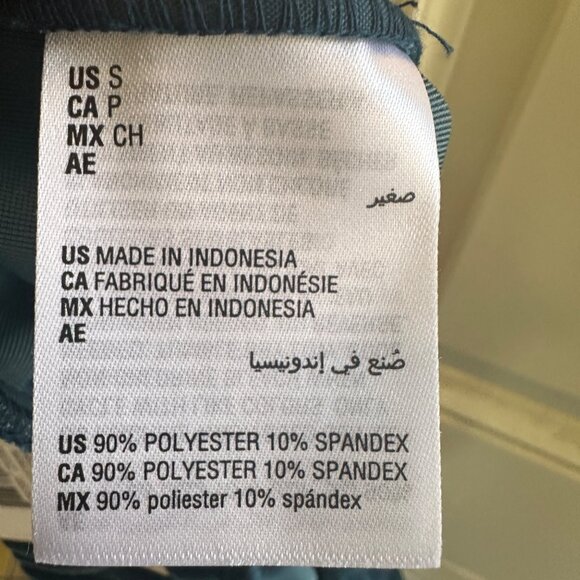 US S
CA P
MX CH
AE
صغير
US MADE IN INDONESIA
CA FABRIQUÉ EN INDONÉSIE
MX HECHO EN INDONESIA
AE
صُنع في إندونيسيا
US 90% POLYESTER 10% SPANDEX
CA 90% POLYESTER 10% SPANDEX
MX 90% poliester 10% spándex